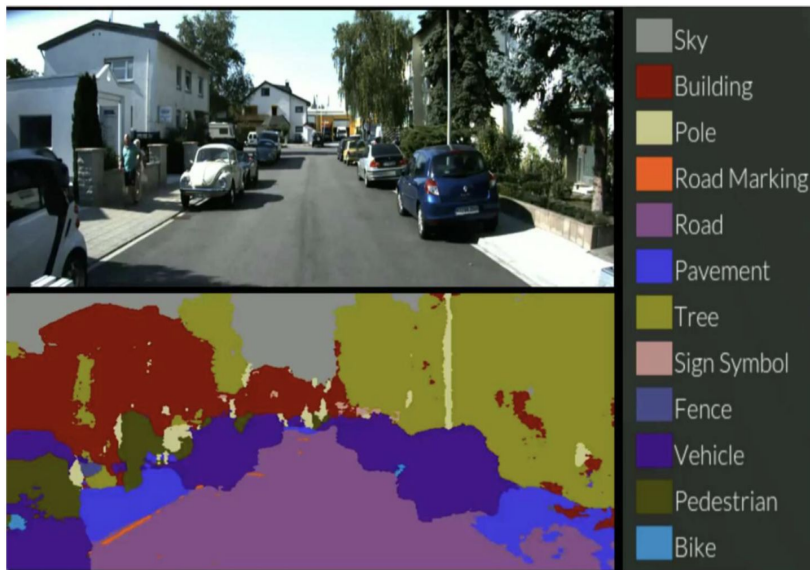 Sky
Building
Pole
Road Marking
Road
Pavement
Tree
Sign Symbol
Fence
Vehicle
Pedestrian
Bike